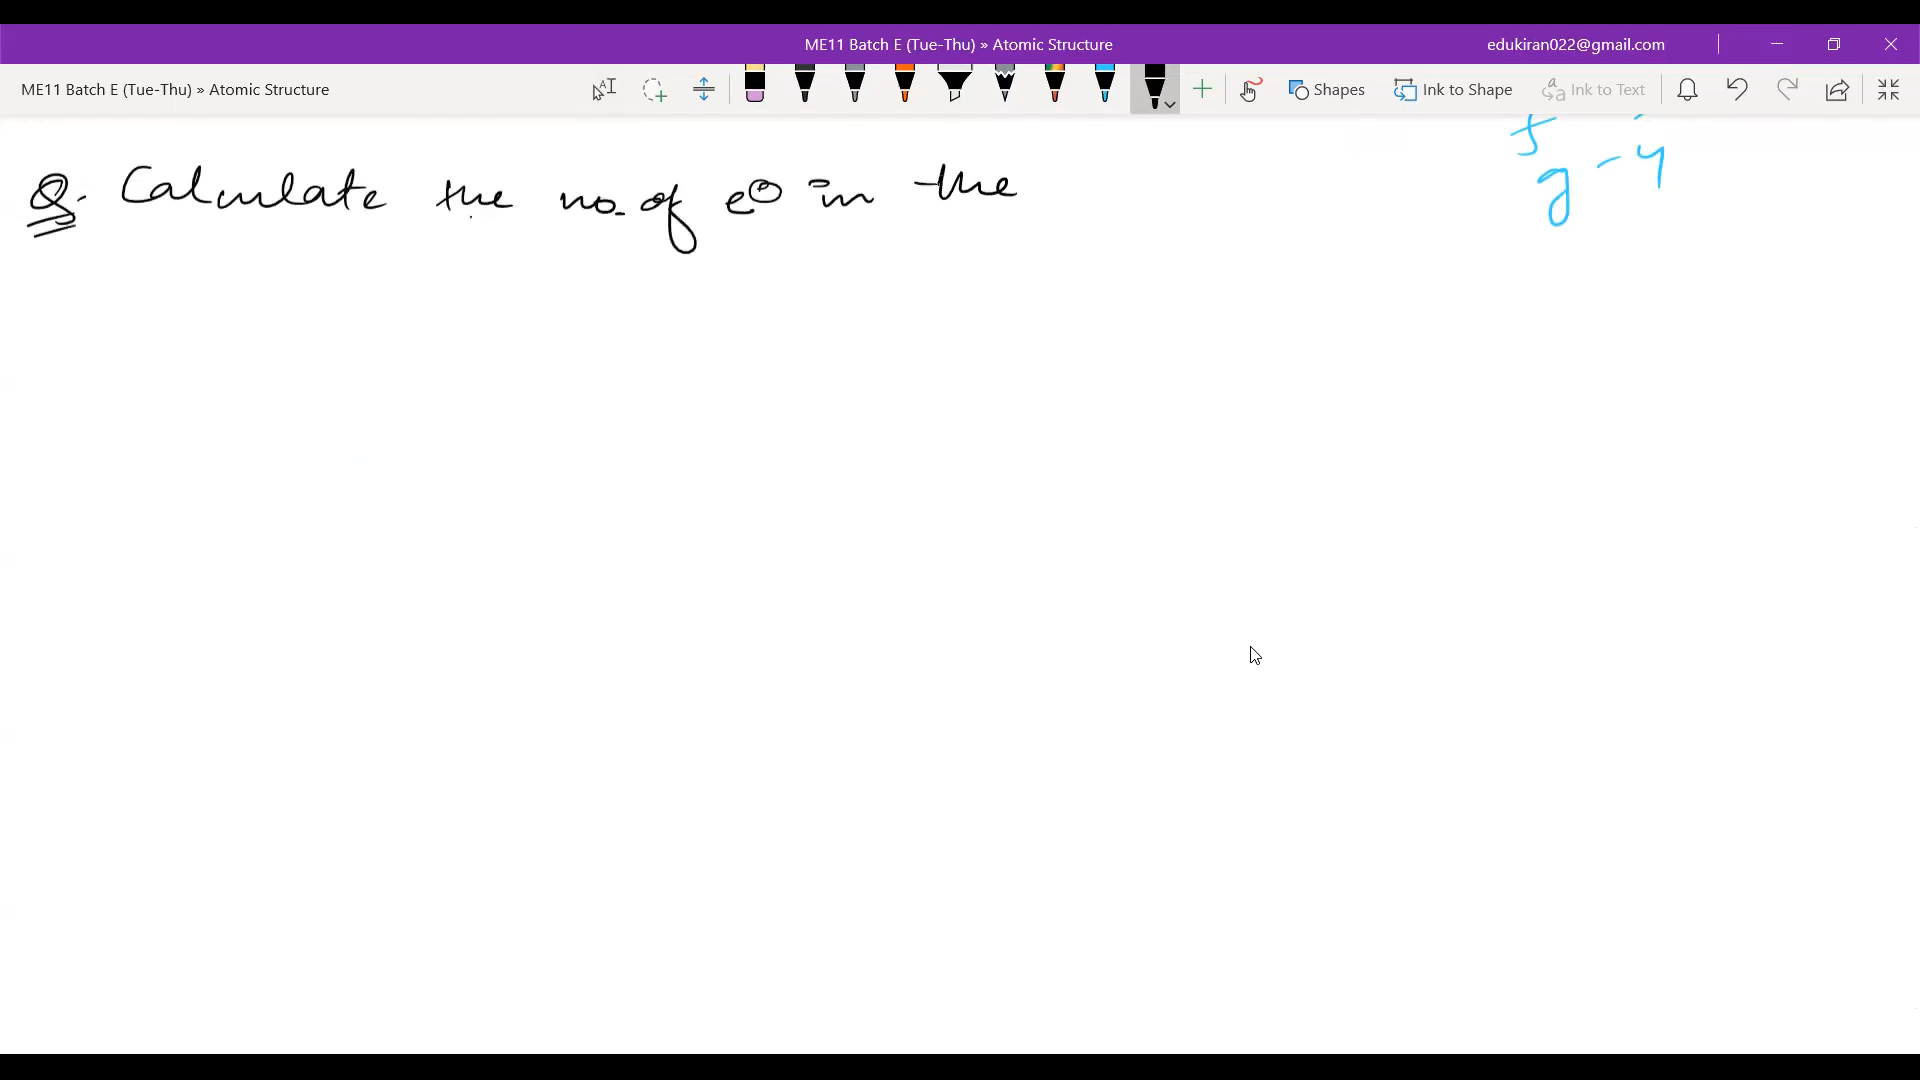 ME11 Batch E (Tue-Thu) » Atomic Structure
edukiran022@gmail.com
ME11 Batch E (Tue-Thu) » Atomic Structure
Shapes
Ink to Shape
Ink to Text
f
g - 4
Q. Calculate the no. of e⊖ in the